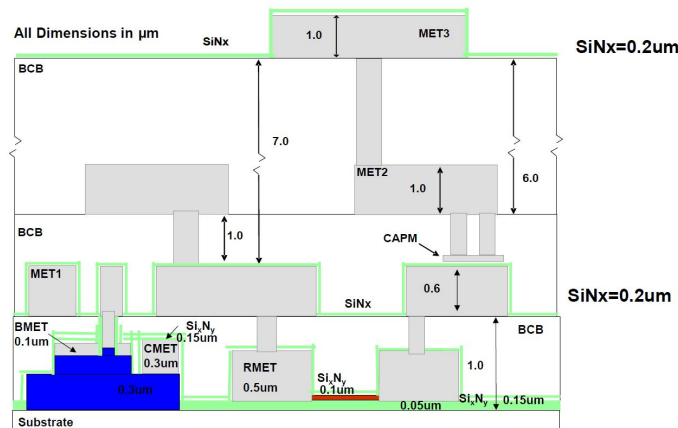 All Dimensions in µm
SiNx
1.0
MET3
SiNx=0.2um
BCB
7.0
MET2
1.0
6.0
BCB
1.0
CAPM
MET1
0.6
SiNx
SiNx=0.2um
BMET
0.1um
SixNy
0.15um
CMET
0.3um
BCB
RMET
0.5um
SixNy
0.1um
1.0
0.3um
0.05um
SixNy
0.15um
Substrate